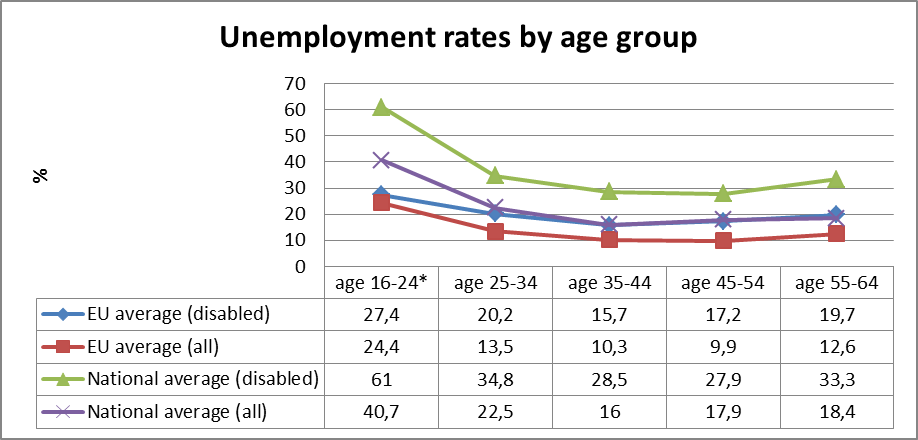 Unemployment rates by age group
%
70
60
50
40
30
20
10
0
age 16-24* age 25-34 age 35-44 age 45-54 age 55-64
EU average (disabled) 27,4 20,2 15,7 17,2 19,7
EU average (all) 24,4 13,5 10,3 9,9 12,6
National average (disabled) 61 34,8 28,5 27,9 33,3
National average (all) 40,7 22,5 16 17,9 18,4